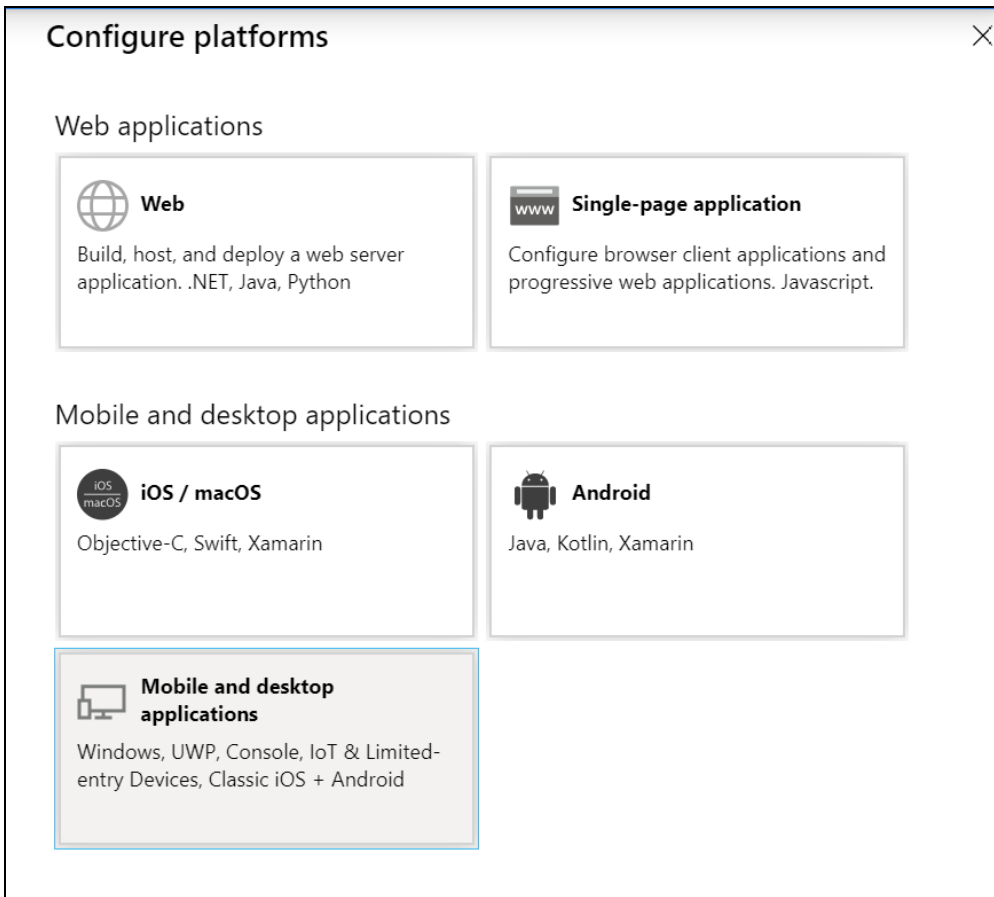 Configure platforms
Web applications
Web
Build, host, and deploy a web server
application. .NET, Java, Python
www
Single-page application
Configure browser client applications and
progressive web applications. Javascript.
Mobile and desktop applications
iOS
macOS
iOS / macOS
Objective-C, Swift, Xamarin
Android
Java, Kotlin, Xamarin
Mobile and desktop
applications
Windows, UWP, Console, IoT & Limited-
entry Devices, Classic iOS + Android